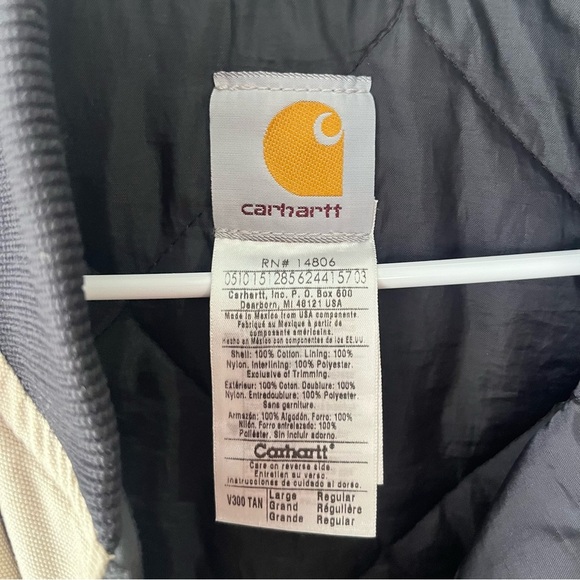 carhartt
RN# 14806
0510151285624415703
Carhartt, Inc. P. O. Box 600
Dearborn, MI 48121 USA
Made in Mexico from USA components.
Fabriqué au Mexique à partir de
composante américains.
Hecho en México con componentes de los EE.UU.
Shell: 100% Cotton. Lining: 100%
Nylon. Interlining: 100% Polyester.
Exclusive of Trimming.
Extérieur: 100% Coton. Doublure: 100%
Nylon. Entredoublure: 100% Polyester.
Sans garniture.
Armazón: 100% Algodón. Forro: 100%
Nilón. Forro entrelazado: 100%
Poliéster. Sin incluir adorno.
Carhartt
Care on reverse side.
Entretien au verso.
instrucciones de cuidado al dorso.
V300 TAN Large Regular
Grand Régulière
Grande Regular